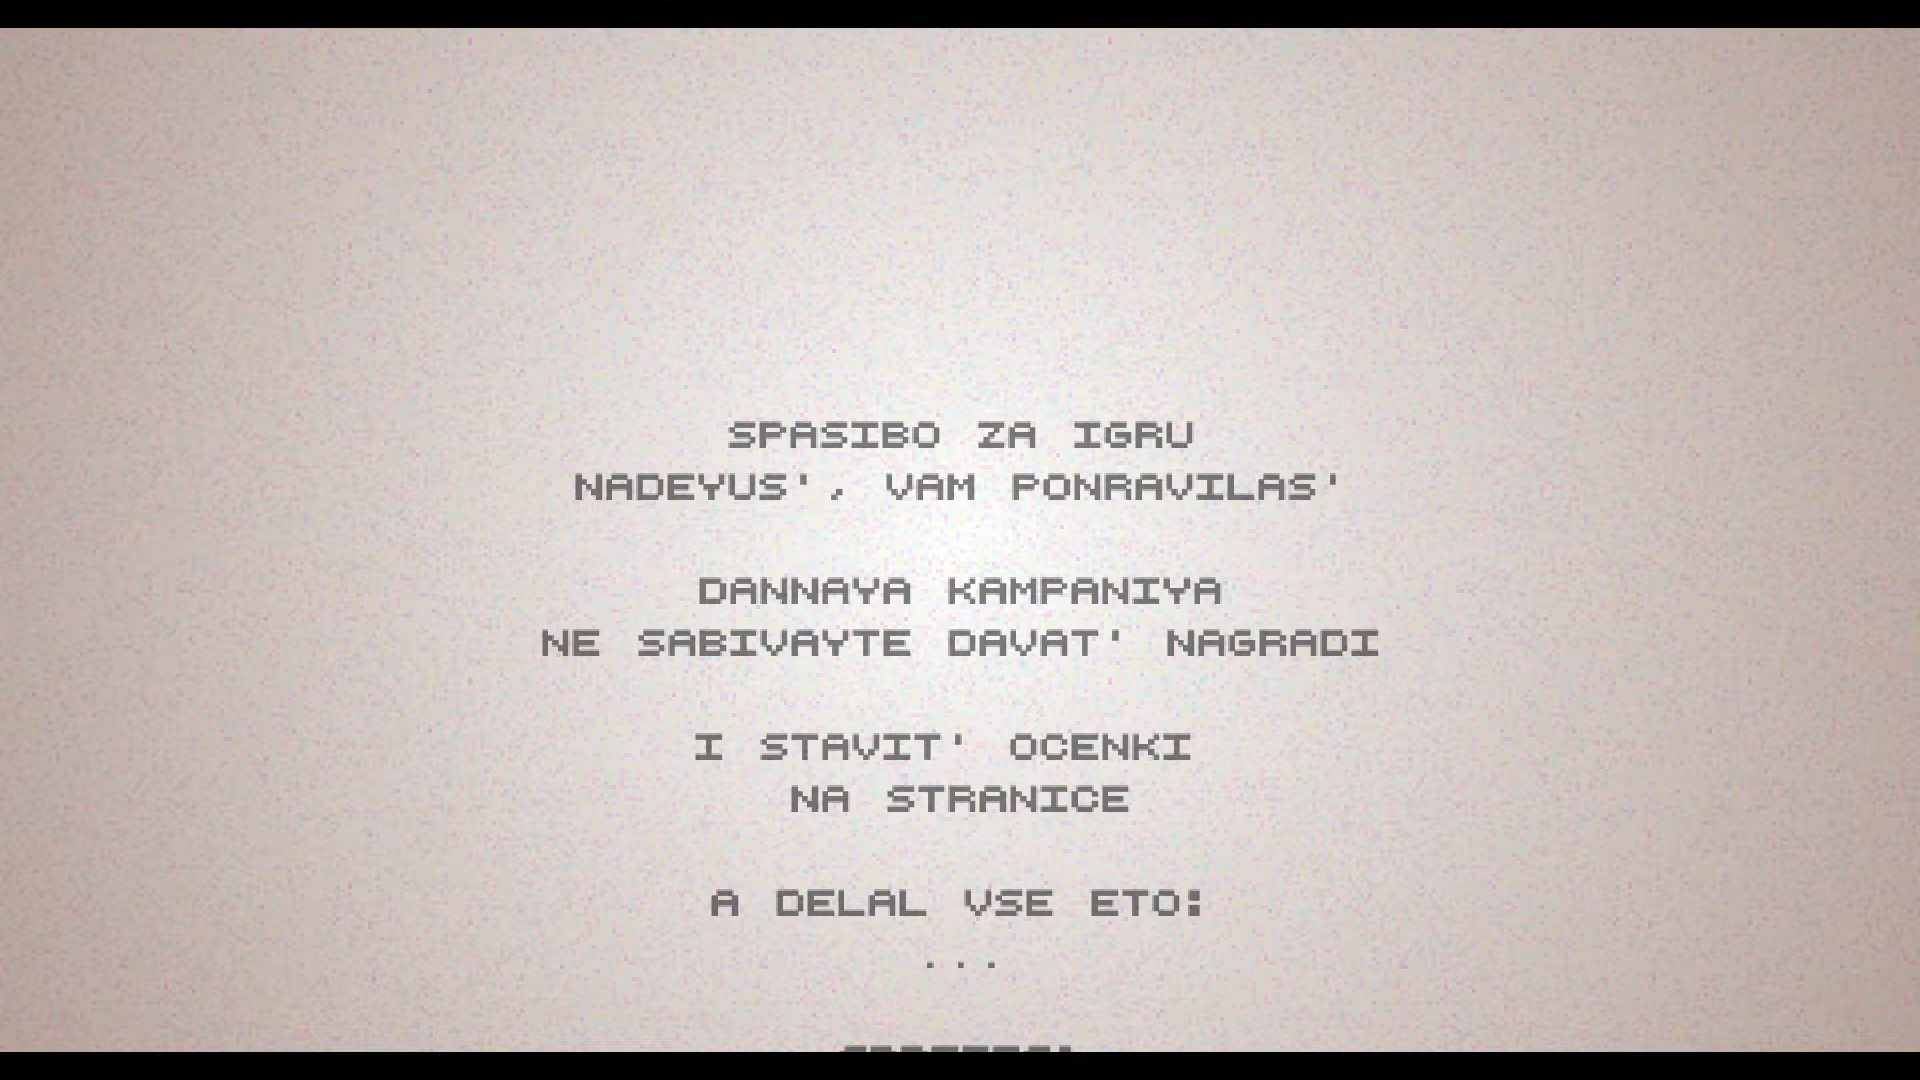 SPASIBO ZA IGRU
NADEYUS', VAM PONRAVILAS'
DANNAYA KAMPANIYA
NE SABIVAYTE DAVAT' NAGRADI
I STAVIT' OCENKI
NA STRANICE
A DELAL VSE ETO:
...